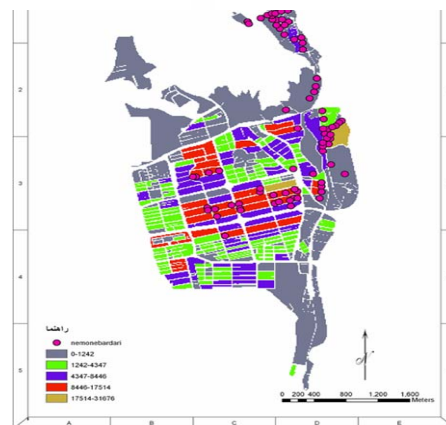 2
3
4
5
راهنما
nemonebardari
0-1242
1242-4347
4347-8446
8446-17514
17514-31676
N
0 200 400 800 1,200 1,600
Meters
A B C D E